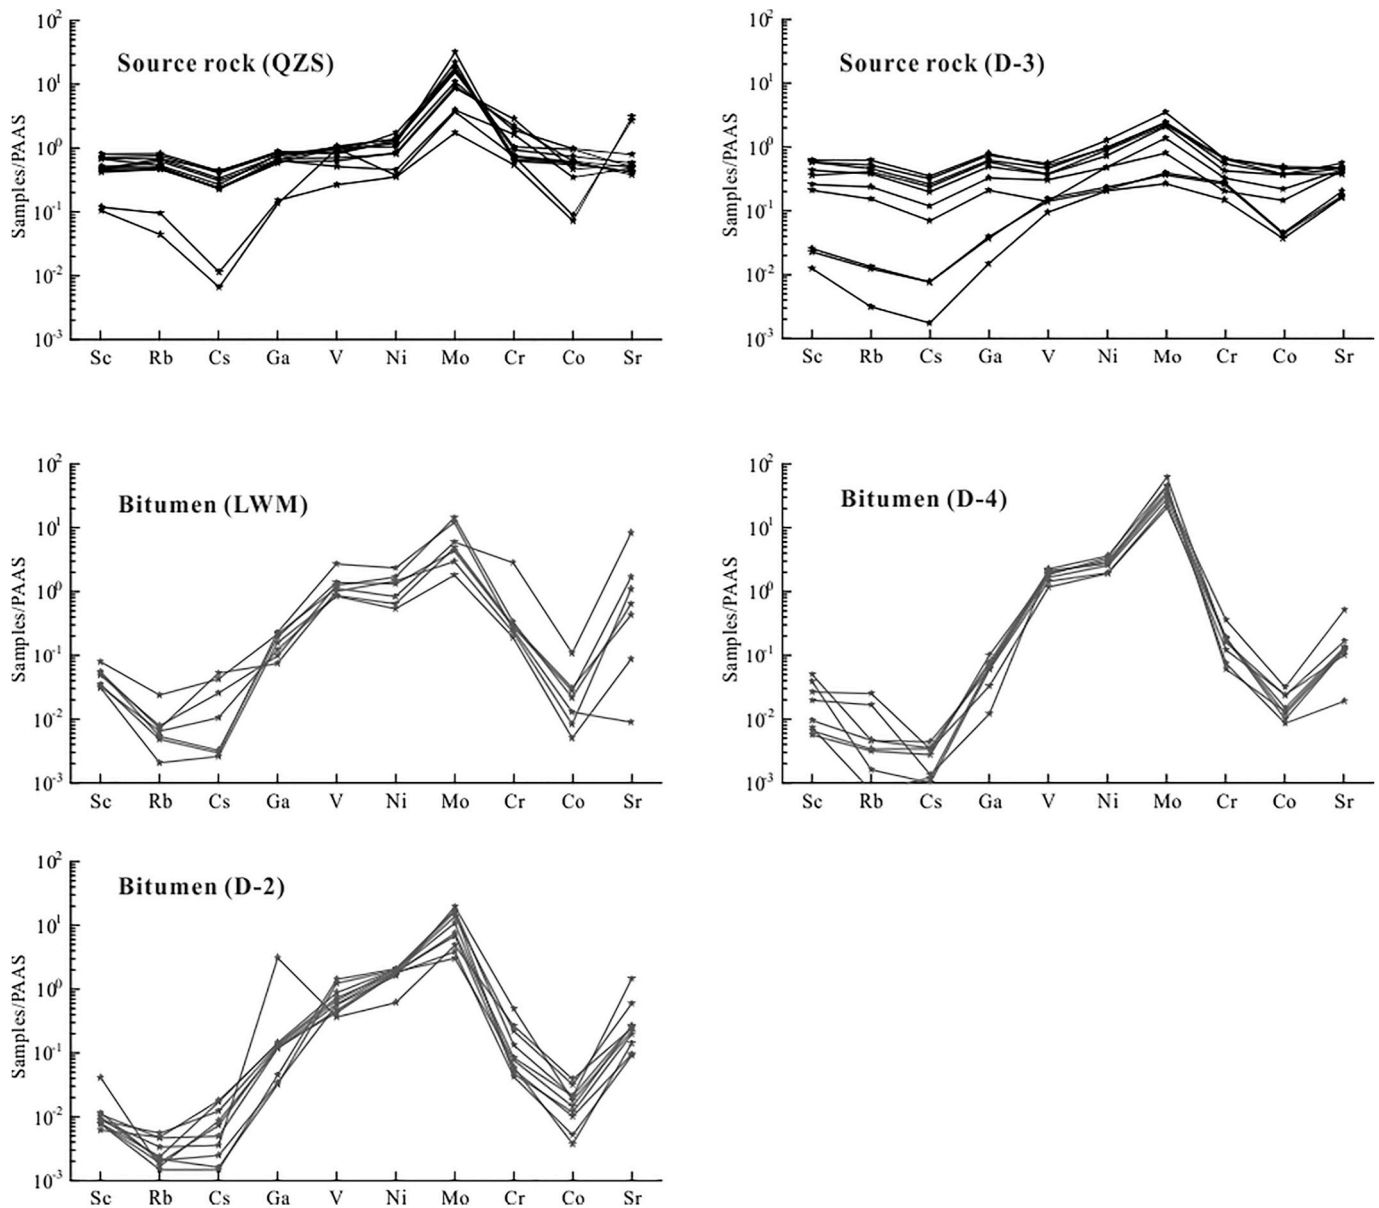 Source rock (QZS)
Samples/PAAS
10²
10¹
10⁰
10⁻¹
10⁻²
10⁻³
Sc Rb Cs Ga V Ni Mo Cr Co Sr
Source rock (D-3)
Samples/PAAS
10²
10¹
10⁰
10⁻¹
10⁻²
10⁻³
Sc Rb Cs Ga V Ni Mo Cr Co Sr
Bitumen (LWM)
Samples/PAAS
10²
10¹
10⁰
10⁻¹
10⁻²
10⁻³
Sc Rb Cs Ga V Ni Mo Cr Co Sr
Bitumen (D-4)
Samples/PAAS
10²
10¹
10⁰
10⁻¹
10⁻²
10⁻³
Sc Rb Cs Ga V Ni Mo Cr Co Sr
Bitumen (D-2)
Samples/PAAS
10²
10¹
10⁰
10⁻¹
10⁻²
10⁻³
Sc Rb Cs Ga V Ni Mo Cr Co Sr